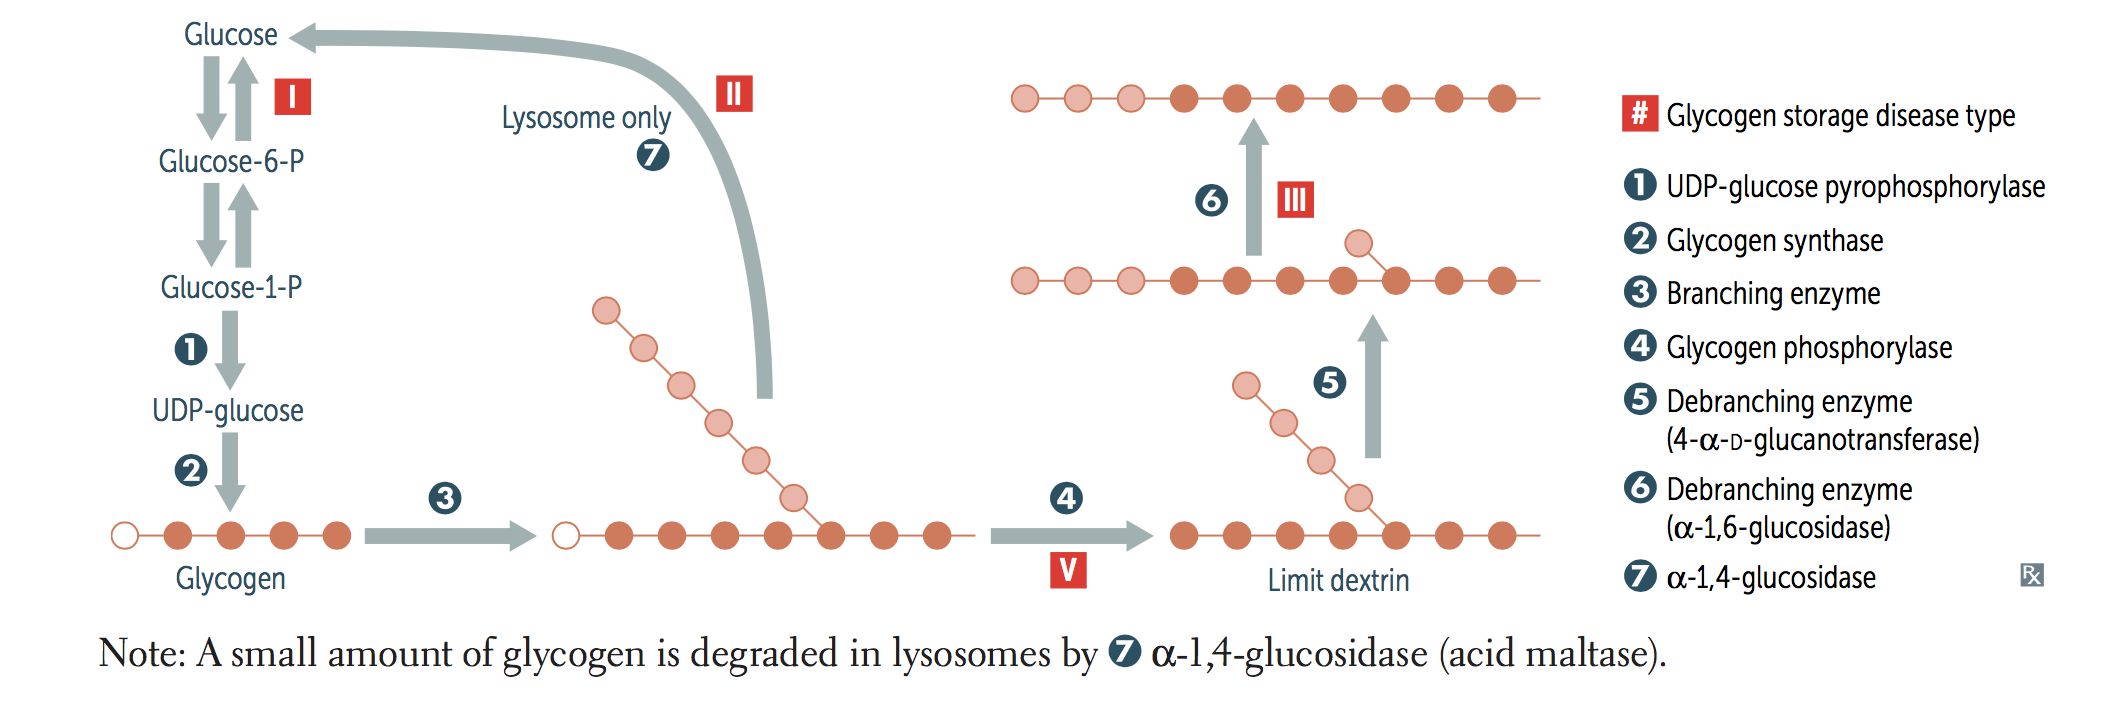 Glucose
I
Glucose-6-P
Glucose-1-P
1
UDP-glucose
2
Glycogen
3
Lysosome only
7
II
4
V
Limit dextrin
5
6
III
# Glycogen storage disease type
1 UDP-glucose pyrophosphorylase
2 Glycogen synthase
3 Branching enzyme
4 Glycogen phosphorylase
5 Debranching enzyme
(4-α-D-glucanotransferase)
6 Debranching enzyme
(α-1,6-glucosidase)
7 α-1,4-glucosidase
Rx
Note: A small amount of glycogen is degraded in lysosomes by 7 α-1,4-glucosidase (acid maltase).